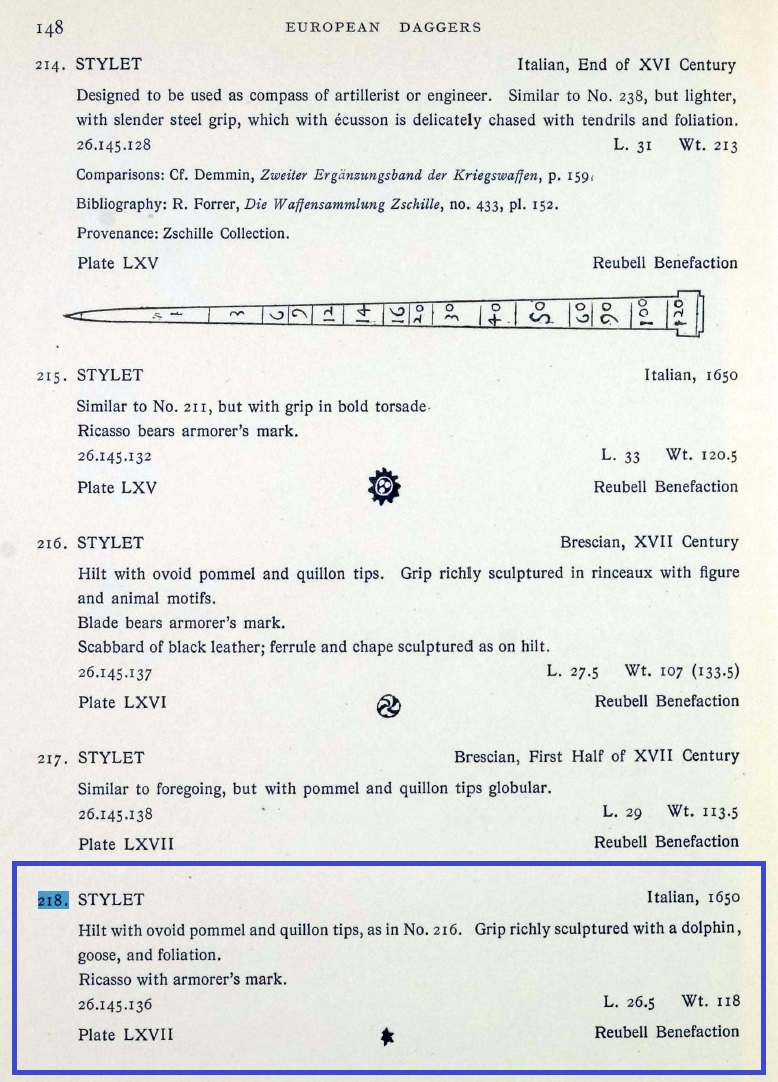 148 EUROPEAN DAGGERS
214. STYLET Italian, End of XVI Century
Designed to be used as compass of artillerist or engineer. Similar to No. 238, but lighter,
with slender steel grip, which with écusson is delicately chased with tendrils and foliation.
26.145.128 L. 31 Wt. 213
Comparisons: Cf. Demmin, Zweiter Ergänzungsband der Kriegswaffen, p. 159.
Bibliography: R. Forrer, Die Waffensammlung Zschille, no. 433, pl. 152.
Provenance: Zschille Collection.
Plate LXV Reubell Benefaction
1 3 6 9 12 14 16 20 30 40 50 60 90 100 120
215. STYLET Italian, 1650
Similar to No. 211, but with grip in bold torsade.
Ricasso bears armorer's mark.
26.145.132 L. 33 Wt. 120.5
Plate LXV Reubell Benefaction
216. STYLET Brescian, XVII Century
Hilt with ovoid pommel and quillon tips. Grip richly sculptured in rinceaux with figure
and animal motifs.
Blade bears armorer's mark.
Scabbard of black leather; ferrule and chape sculptured as on hilt.
26.145.137 L. 27.5 Wt. 107 (133.5)
Plate LXVI Reubell Benefaction
217. STYLET Brescian, First Half of XVII Century
Similar to foregoing, but with pommel and quillon tips globular.
26.145.138 L. 29 Wt. 113.5
Plate LXVII Reubell Benefaction
218. STYLET Italian, 1650
Hilt with ovoid pommel and quillon tips, as in No. 216. Grip richly sculptured with a dolphin,
goose, and foliation.
Ricasso with armorer's mark.
26.145.136 L. 26.5 Wt. 118
Plate LXVII Reubell Benefaction